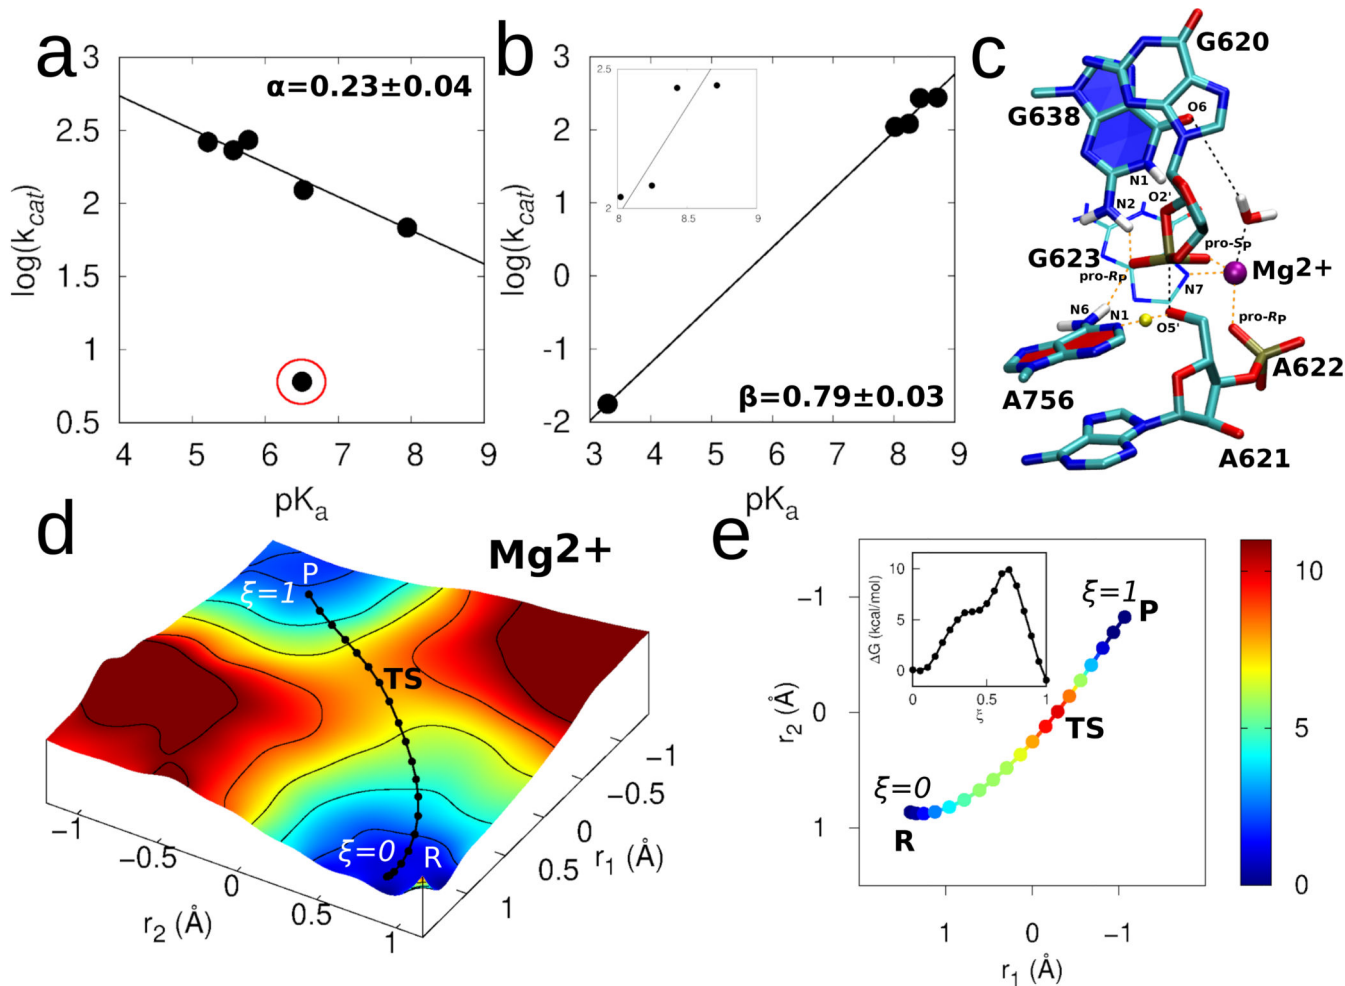 a
α=0.23±0.04
log(kcat)
3
2.5
2
1.5
1
0.5
4 5 6 7 8 9
pKa
b
log(kcat)
3
2
1
0
-1
-2
2.5
2
8 8.5 9
β=0.79±0.03
3 4 5 6 7 8 9
pKa
c
G620
G638
O6
N1
N2
O2'
pro-SP
G623
Mg2+
pro-RP
N7
N6
N1
O5'
pro-RP
A622
A756
A621
d
Mg2+
P
ξ=1
TS
ξ=0
R
−1
−0.5
0
0.5
1
r2 (Å)
−1
−0.5
0
0.5
1
r1 (Å)
e
ΔG (kcal/mol)
10
5
0
0 0.5 1
ξ
ξ=1
P
TS
ξ=0
R
−1
0
1
r2 (Å)
1 0 −1
r1 (Å)
10
5
0